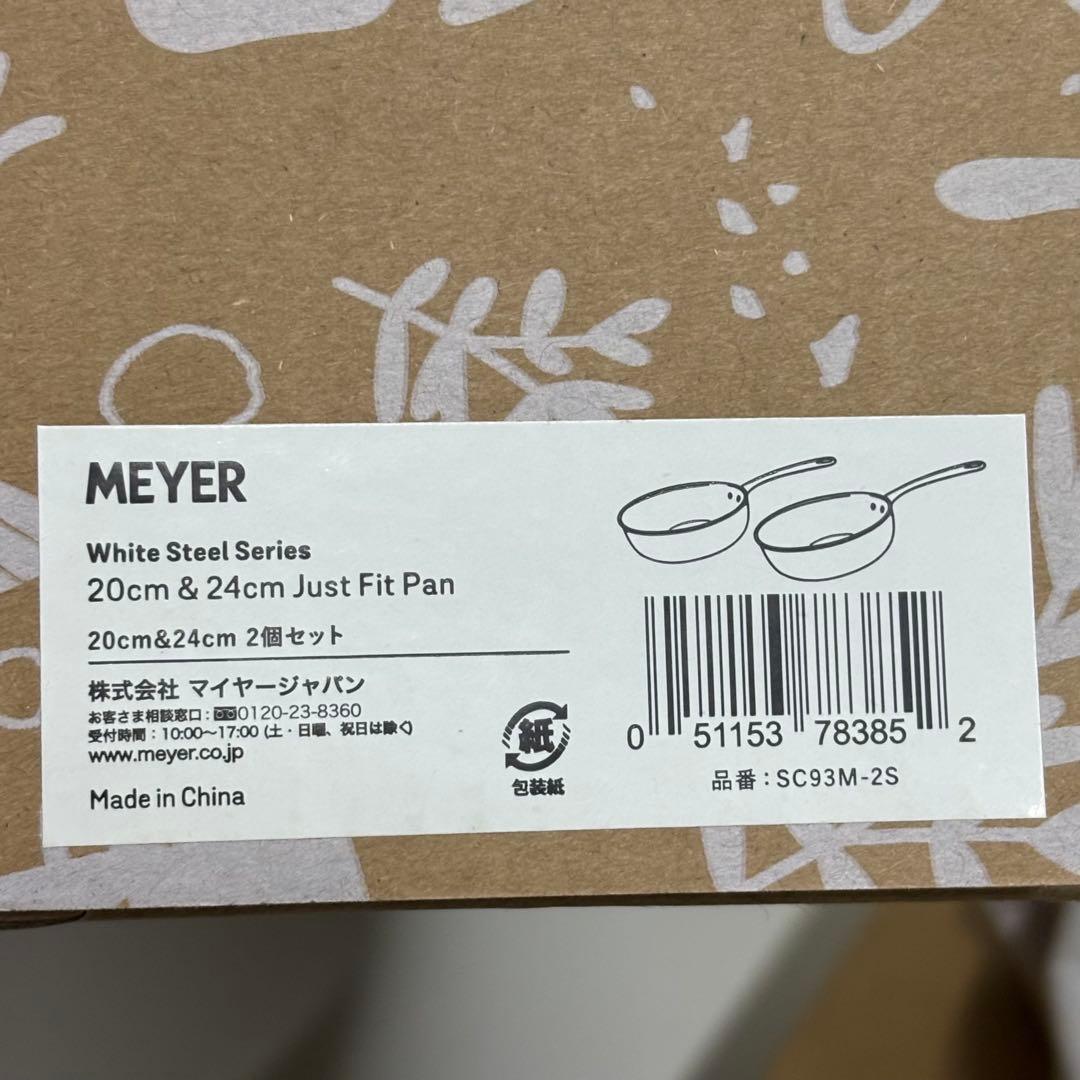 MEYER
White Steel Series
20cm & 24cm Just Fit Pan
20cm&24cm 2個セット
株式会社 マイヤージャパン
お客さま相談窓口:0120-23-8360
受付時間:10:00~17:00 (土・日曜、祝日は除く)
www.meyer.co.jp
Made in China
紙
包装紙
0 51153 78385 2
品番:SC93M-2S